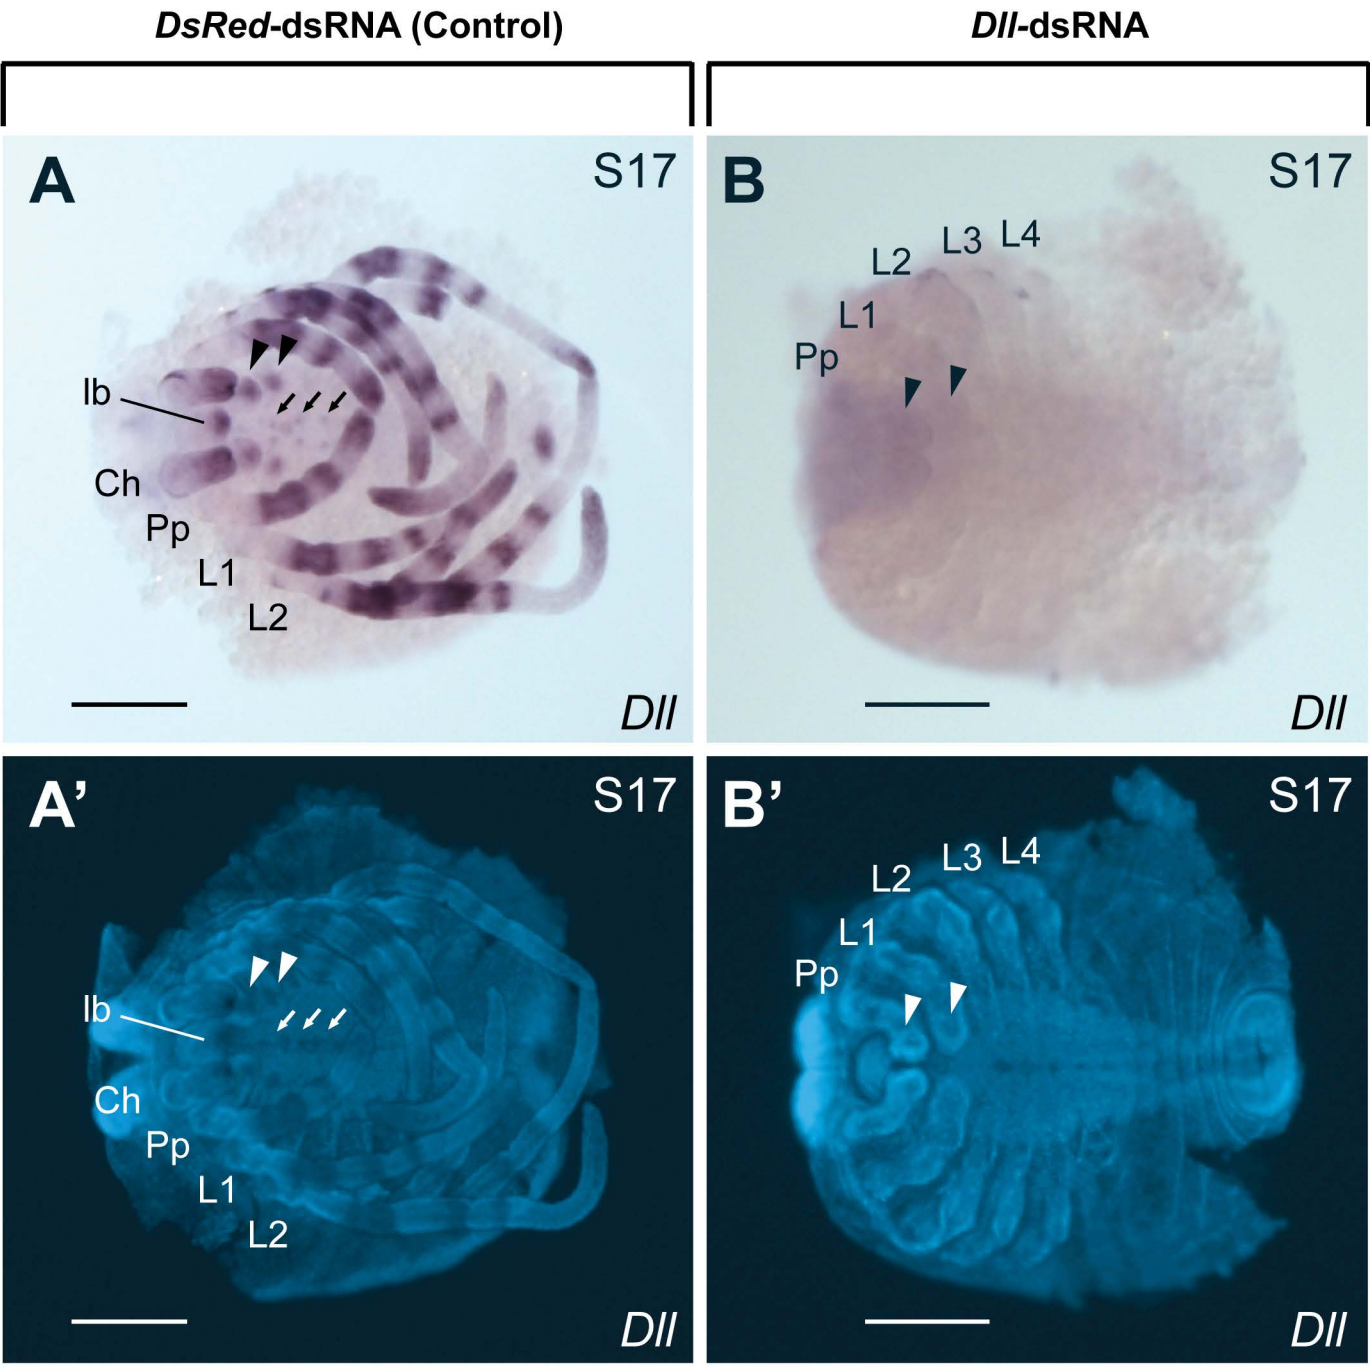 DsRed-dsRNA (Control)
Dll-dsRNA
A
S17
lb
Ch
Pp
L1
L2
Dll
B
S17
L4
L3
L2
L1
Pp
Dll
A’
S17
lb
Ch
Pp
L1
L2
Dll
B’
S17
L4
L3
L2
L1
Pp
Dll